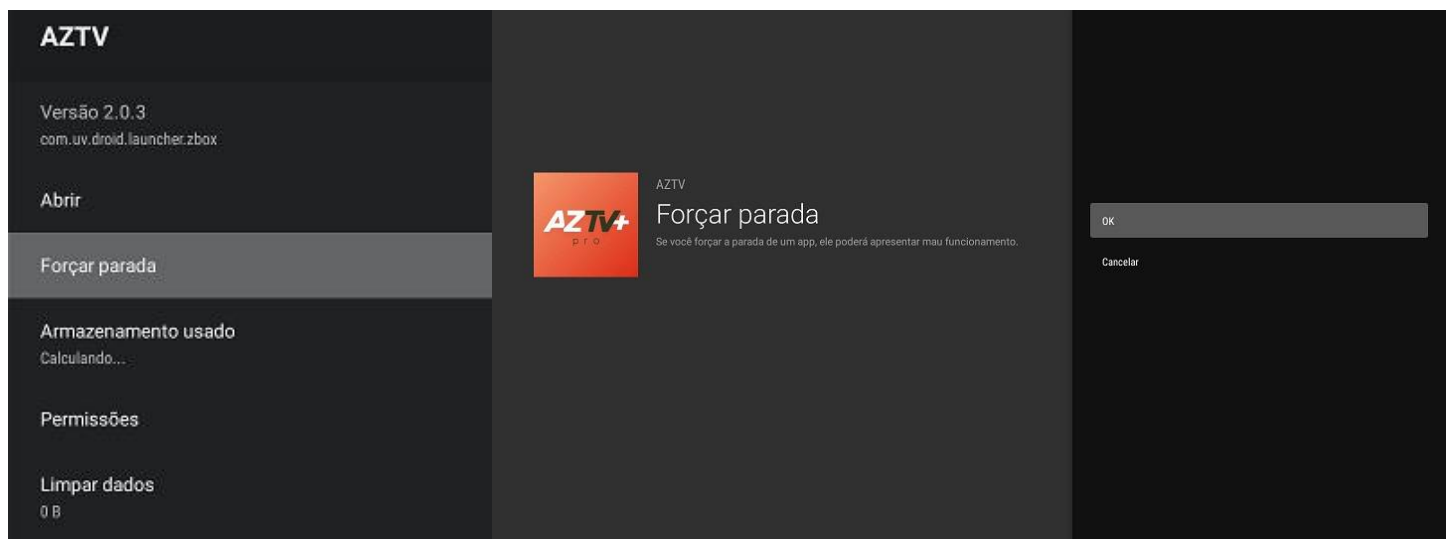 AZTV
Versão 2.0.3
com.uv.droid.launcher.zbox
Abrir
Forçar parada
Armazenamento usado
Calculando...
Permissões
Limpar dados
0 B
AZTV+
pro
AZTV
Forçar parada
Se você forçar a parada de um app, ele poderá apresentar mau funcionamento.
OK
Cancelar